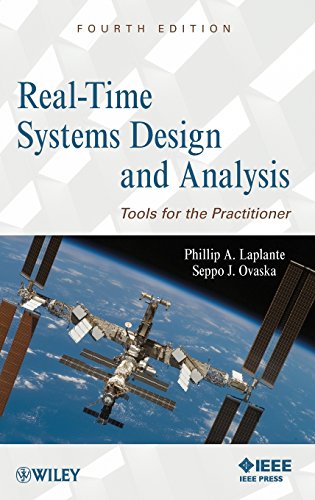 FOURTH EDITION
Real-Time
Systems Design
and Analysis
Tools for the Practitioner
Phillip A. Laplante
Seppo J. Ovaska
WILEY
IEEE
IEEE PRESS